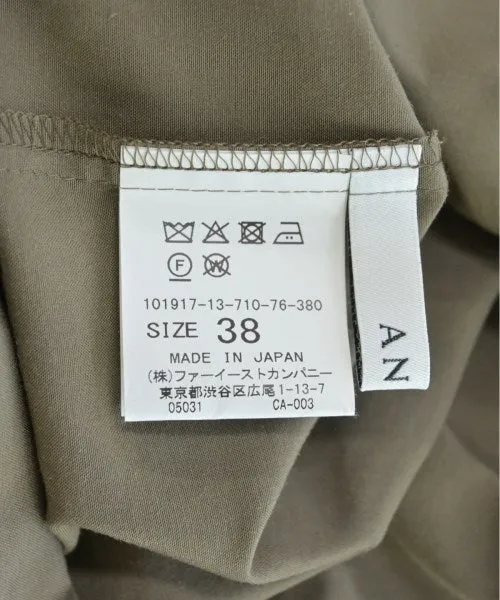 F
W
101917-13-710-76-380
SIZE 38
MADE IN JAPAN
(株)ファーイーストカンパニー
東京都渋谷区広尾1-13-7
05031 CA-003
AN